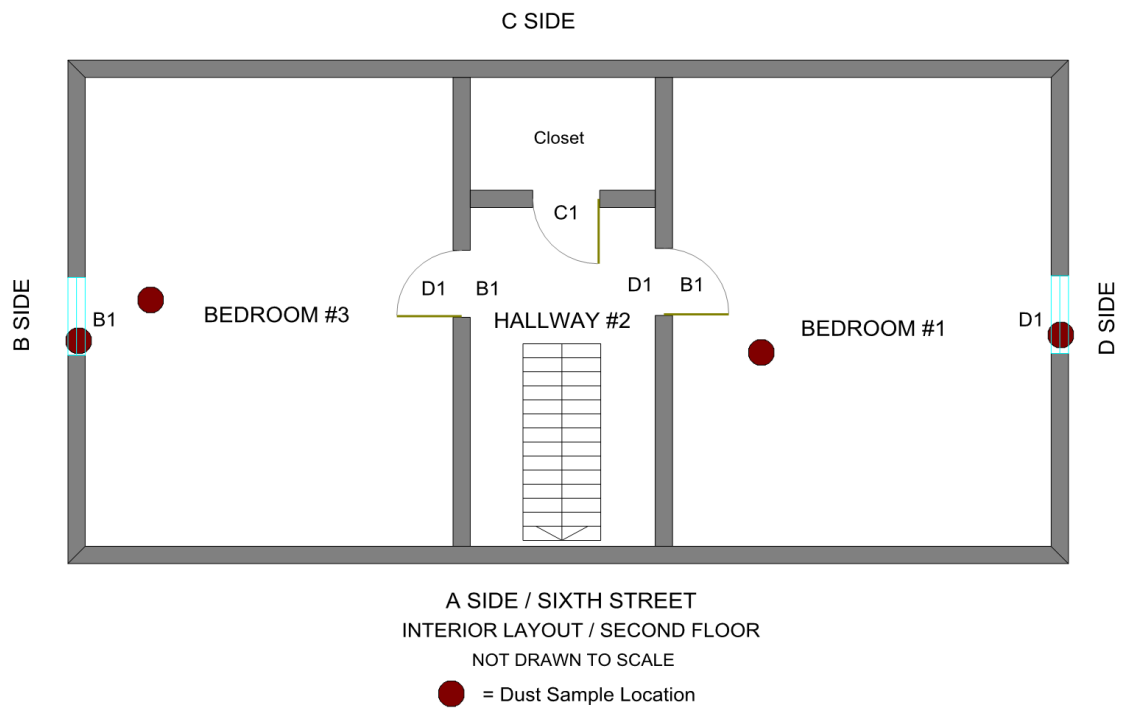 C SIDE
Closet
C1
B SIDE
D1
B1
D1
B1
D SIDE
B1
BEDROOM #3
HALLWAY #2
BEDROOM #1
D1
A SIDE / SIXTH STREET
INTERIOR LAYOUT / SECOND FLOOR
NOT DRAWN TO SCALE
= Dust Sample Location